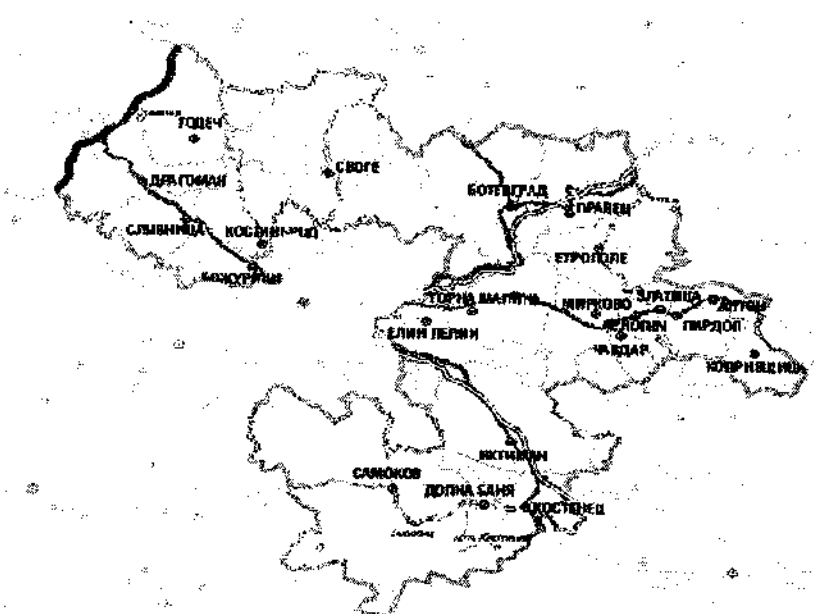 ГОДЕЧ
СВОГЕ
ДРАГОМАН
БОТЕВГРАД
ПРАВЕЦ
СЛИВНИЦА
КОСТИНБРОД
ЕТРОПОЛЕ
БОЖУРИЩЕ
ГОРНА МАЛИНА
МИРКОВО
ЗЛАТИЦА
АНТОН
ЕЛИН ПЕЛИН
ЧЕЛОПЕЧ
ПИРДОП
ЧАВДАР
КОПРИВЩИЦА
ИХТИМАН
САМОКОВ
ДОЛНА БАНЯ
КОСТЕНЕЦ